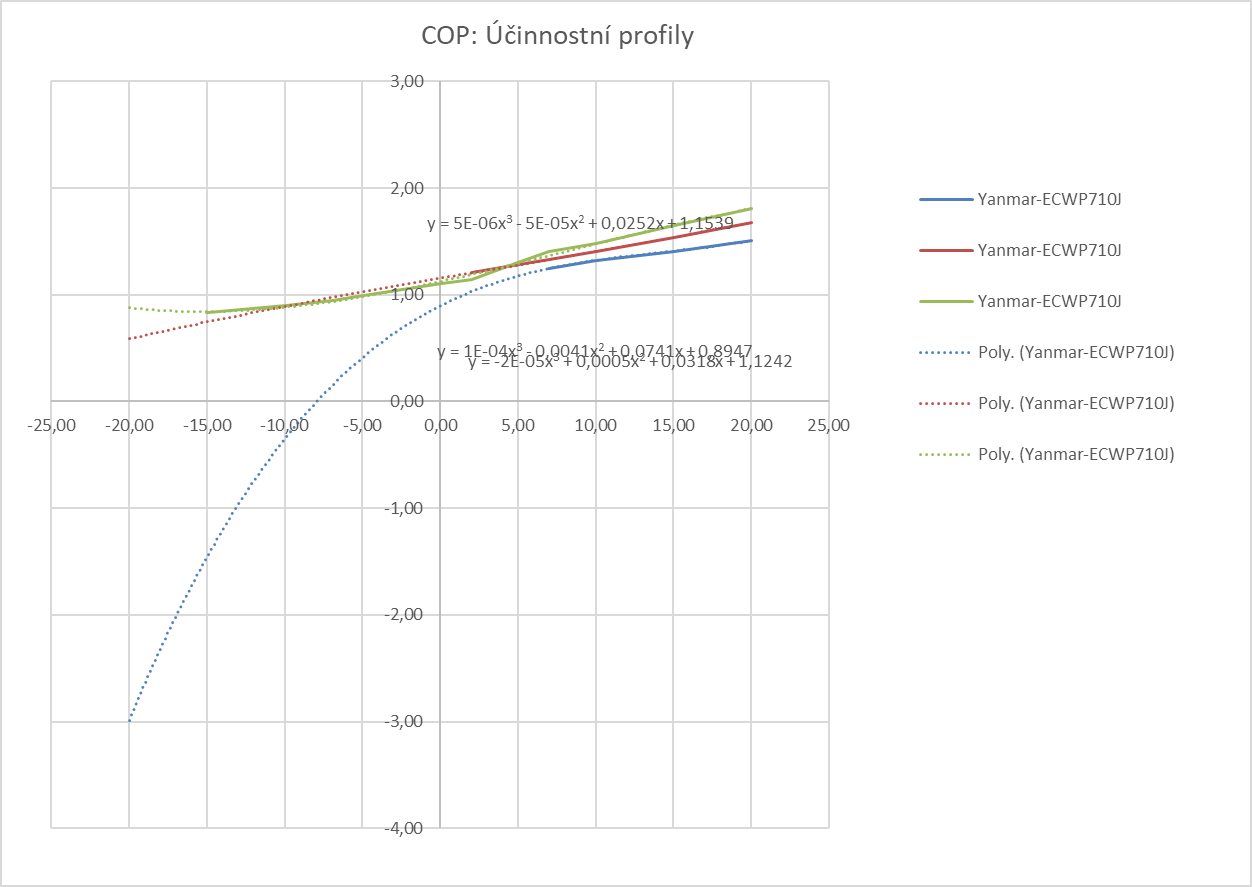 COP: Účinnostní profily
3,00
2,00
y = 5E-06x³ - 5E-05x² + 0,0252x + 1,1539
1,00
y = 1E-04x³ - 0,0041x² + 0,0741x + 0,8947
y = -2E-05x³ + 0,0005x² + 0,0318x + 1,1242
0,00
-25,00 -20,00 -15,00 -10,00 -5,00 0,00 5,00 10,00 15,00 20,00 25,00
-1,00
-2,00
-3,00
-4,00
Yanmar-ECWP710J
Yanmar-ECWP710J
Yanmar-ECWP710J
Poly. (Yanmar-ECWP710J)
Poly. (Yanmar-ECWP710J)
Poly. (Yanmar-ECWP710J)